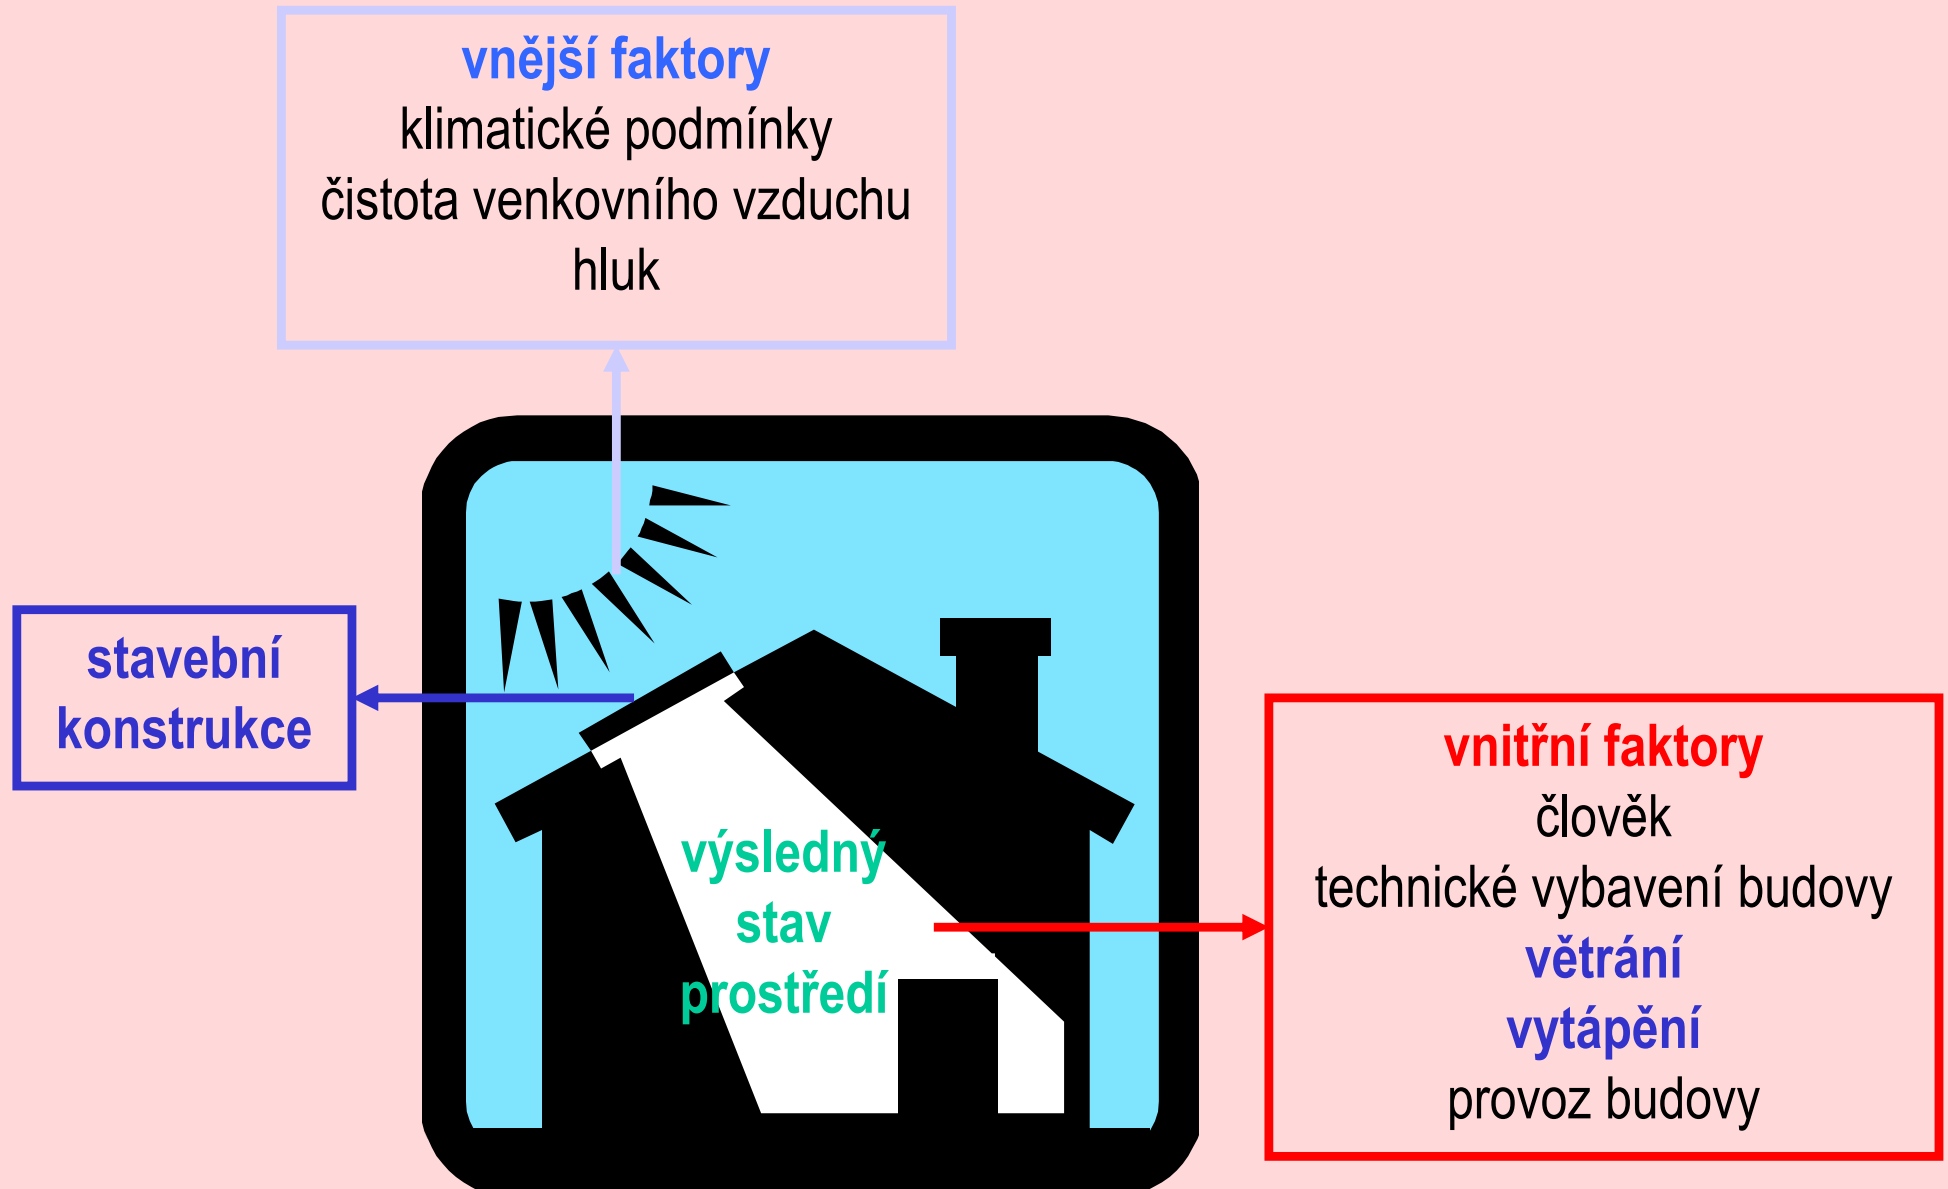 vnější faktory
klimatické podmínky
čistota venkovního vzduchu
hluk
stavební
konstrukce
výsledný
stav
prostředí
vnitřní faktory
člověk
technické vybavení budovy
větrání
vytápění
provoz budovy